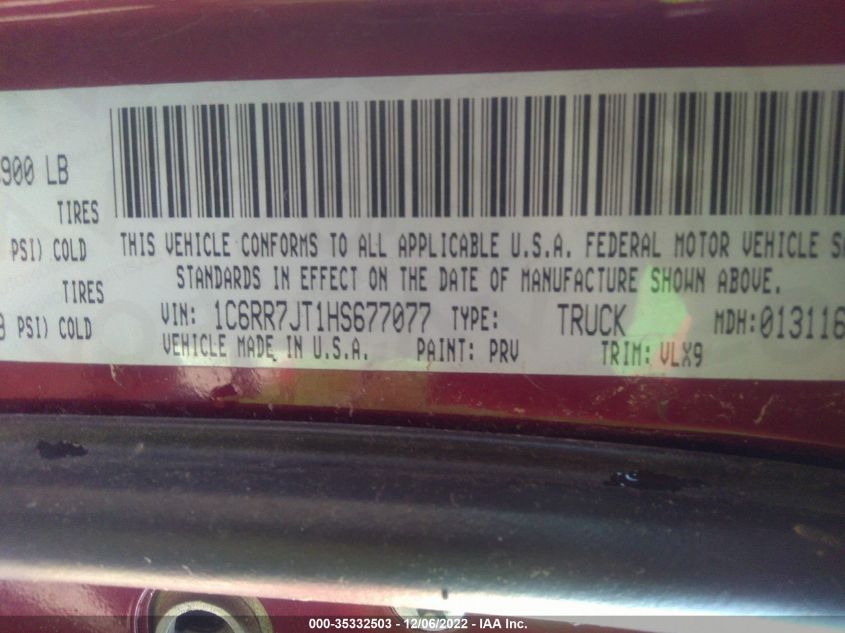 900 LB
TIRES
PSI) COLD
TIRES
PSI) COLD
THIS VEHICLE CONFORMS TO ALL APPLICABLE U.S.A. FEDERAL MOTOR VEHICLE
STANDARDS IN EFFECT ON THE DATE OF MANUFACTURE SHOWN ABOVE.
VIN: 1C6RR7JT1HS677077 TYPE: TRUCK MDH:013116
VEHICLE MADE IN U.S.A. PAINT: PRV TRIM: VLX9
000-35332503 - 12/06/2022 - IAA Inc.